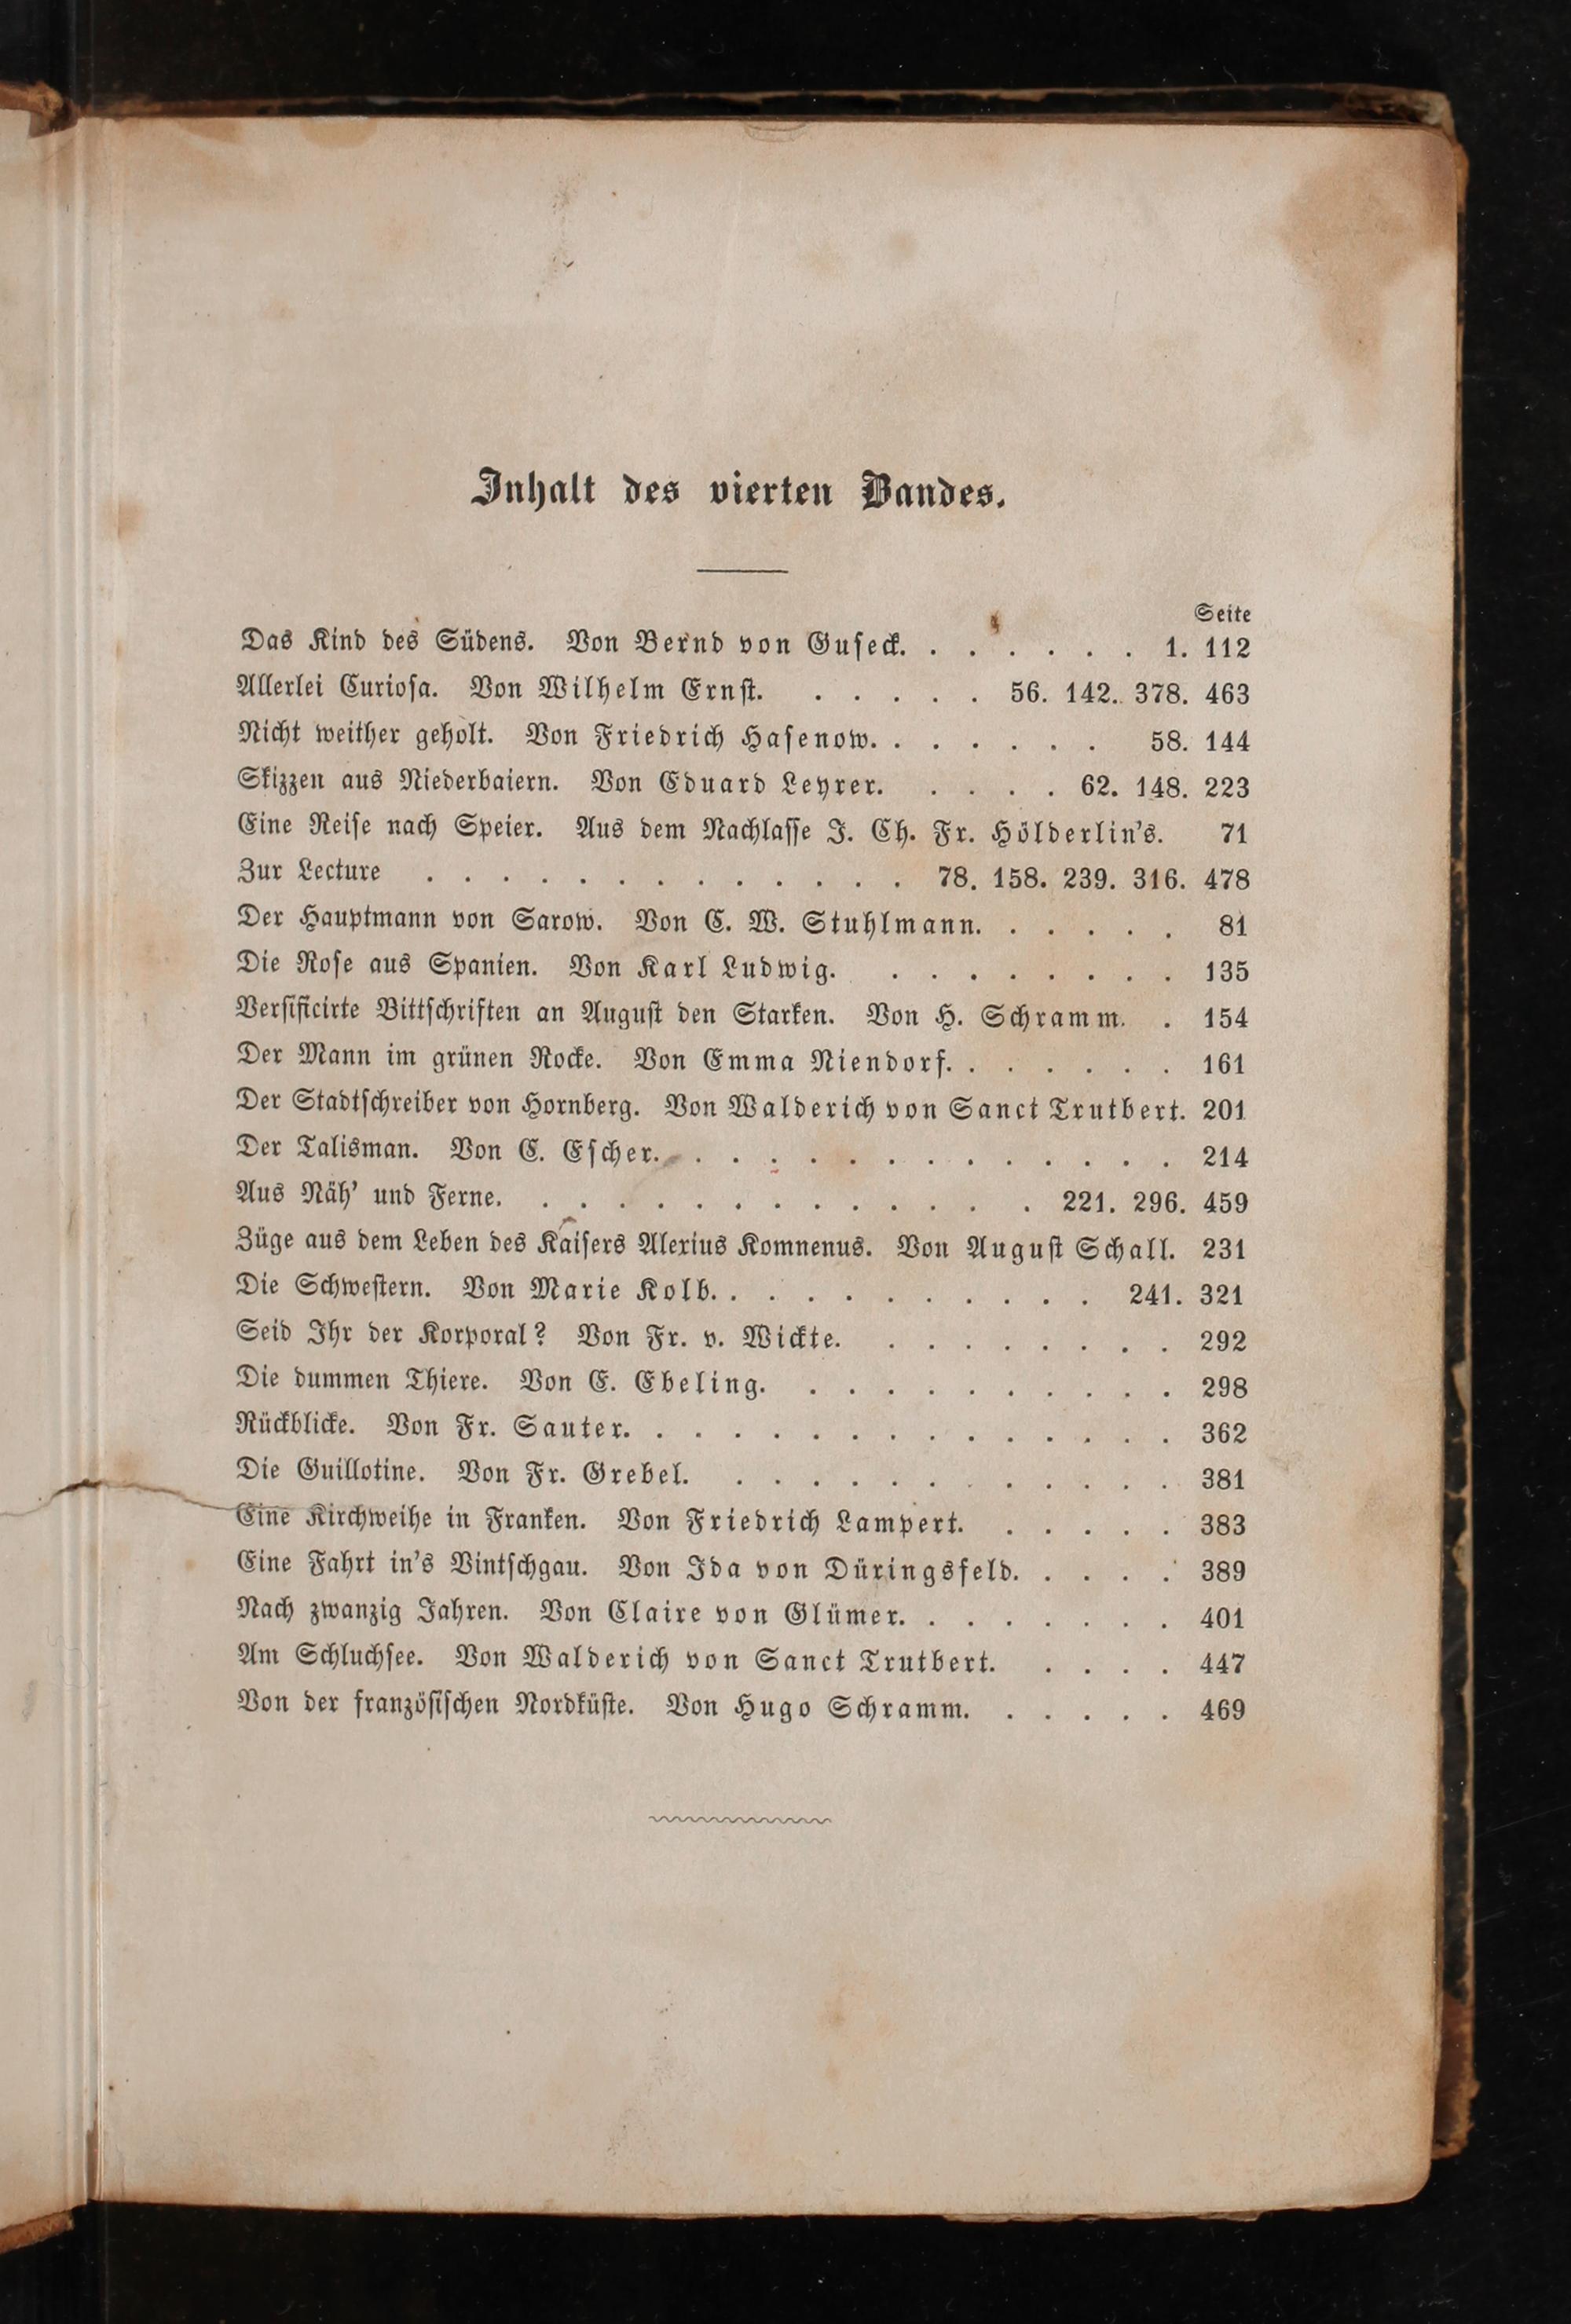 Inhalt des vierten Bandes.
Seite
Das Kind des Südens. Von Bernd von Guseck. . . . . . . 1. 112
Allerlei Curiosa. Von Wilhelm Ernst. . . . . . 56. 142. 378. 463
Nicht weither geholt. Von Friedrich Hasenow. . . . . . . 58. 144
Skizzen aus Niederbaiern. Von Eduard Leyrer. . . . . 62. 148. 223
Eine Reise nach Speier. Aus dem Nachlasse J. Ch. Fr. Hölderlin's. 71
Zur Lecture . . . . . . . . . . . . . 78. 158. 239. 316. 478
Der Hauptmann von Sarow. Von C. W. Stuhlmann. . . . . . 81
Die Rose aus Spanien. Von Karl Ludwig. . . . . . . . . 135
Versificirte Bittschriften an August den Starken. Von H. Schramm. . 154
Der Mann im grünen Rocke. Von Emma Niendorf. . . . . . . 161
Der Stadtschreiber von Hornberg. Von Walderich von Sanct Trutbert. 201
Der Talisman. Von C. Escher. . . . . . . . . . . . . . 214
Aus Näh' und Ferne. . . . . . . . . . . . . . 221. 296. 459
Züge aus dem Leben des Kaisers Alexius Komnenus. Von August Schall. 231
Die Schwestern. Von Marie Kolb. . . . . . . . . . . 241. 321
Seid Ihr der Korporal? Von Fr. v. Wickte. . . . . . . . . 292
Die dummen Thiere. Von E. Ebeling. . . . . . . . . . . 298
Rückblicke. Von Fr. Sauter. . . . . . . . . . . . . . . 362
Die Guillotine. Von Fr. Grebel. . . . . . . . . . . . . 381
Eine Kirchweihe in Franken. Von Friedrich Lampert. . . . . . 383
Eine Fahrt in's Vintschgau. Von Ida von Düringsfeld. . . . . 389
Nach zwanzig Jahren. Von Claire von Glümer. . . . . . . . 401
Am Schluchsee. Von Walderich von Sanct Trutbert. . . . . 447
Von der französischen Nordküste. Von Hugo Schramm. . . . . . 469